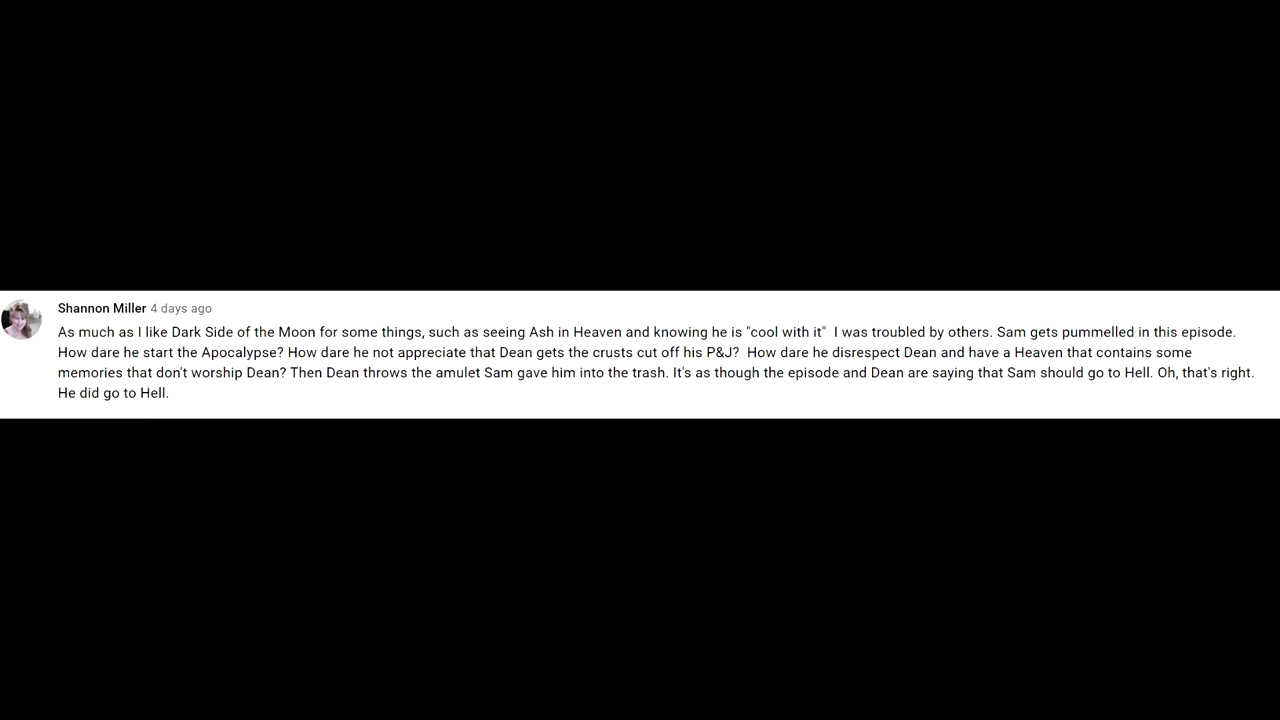 Shannon Miller 4 days ago
As much as I like Dark Side of the Moon for some things, such as seeing Ash in Heaven and knowing he is "cool with it"  I was troubled by others. Sam gets pummelled in this episode.
How dare he start the Apocalypse? How dare he not appreciate that Dean gets the crusts cut off his P&J?  How dare he disrespect Dean and have a Heaven that contains some
memories that don't worship Dean? Then Dean throws the amulet Sam gave him into the trash. It's as though the episode and Dean are saying that Sam should go to Hell. Oh, that's right.
He did go to Hell.